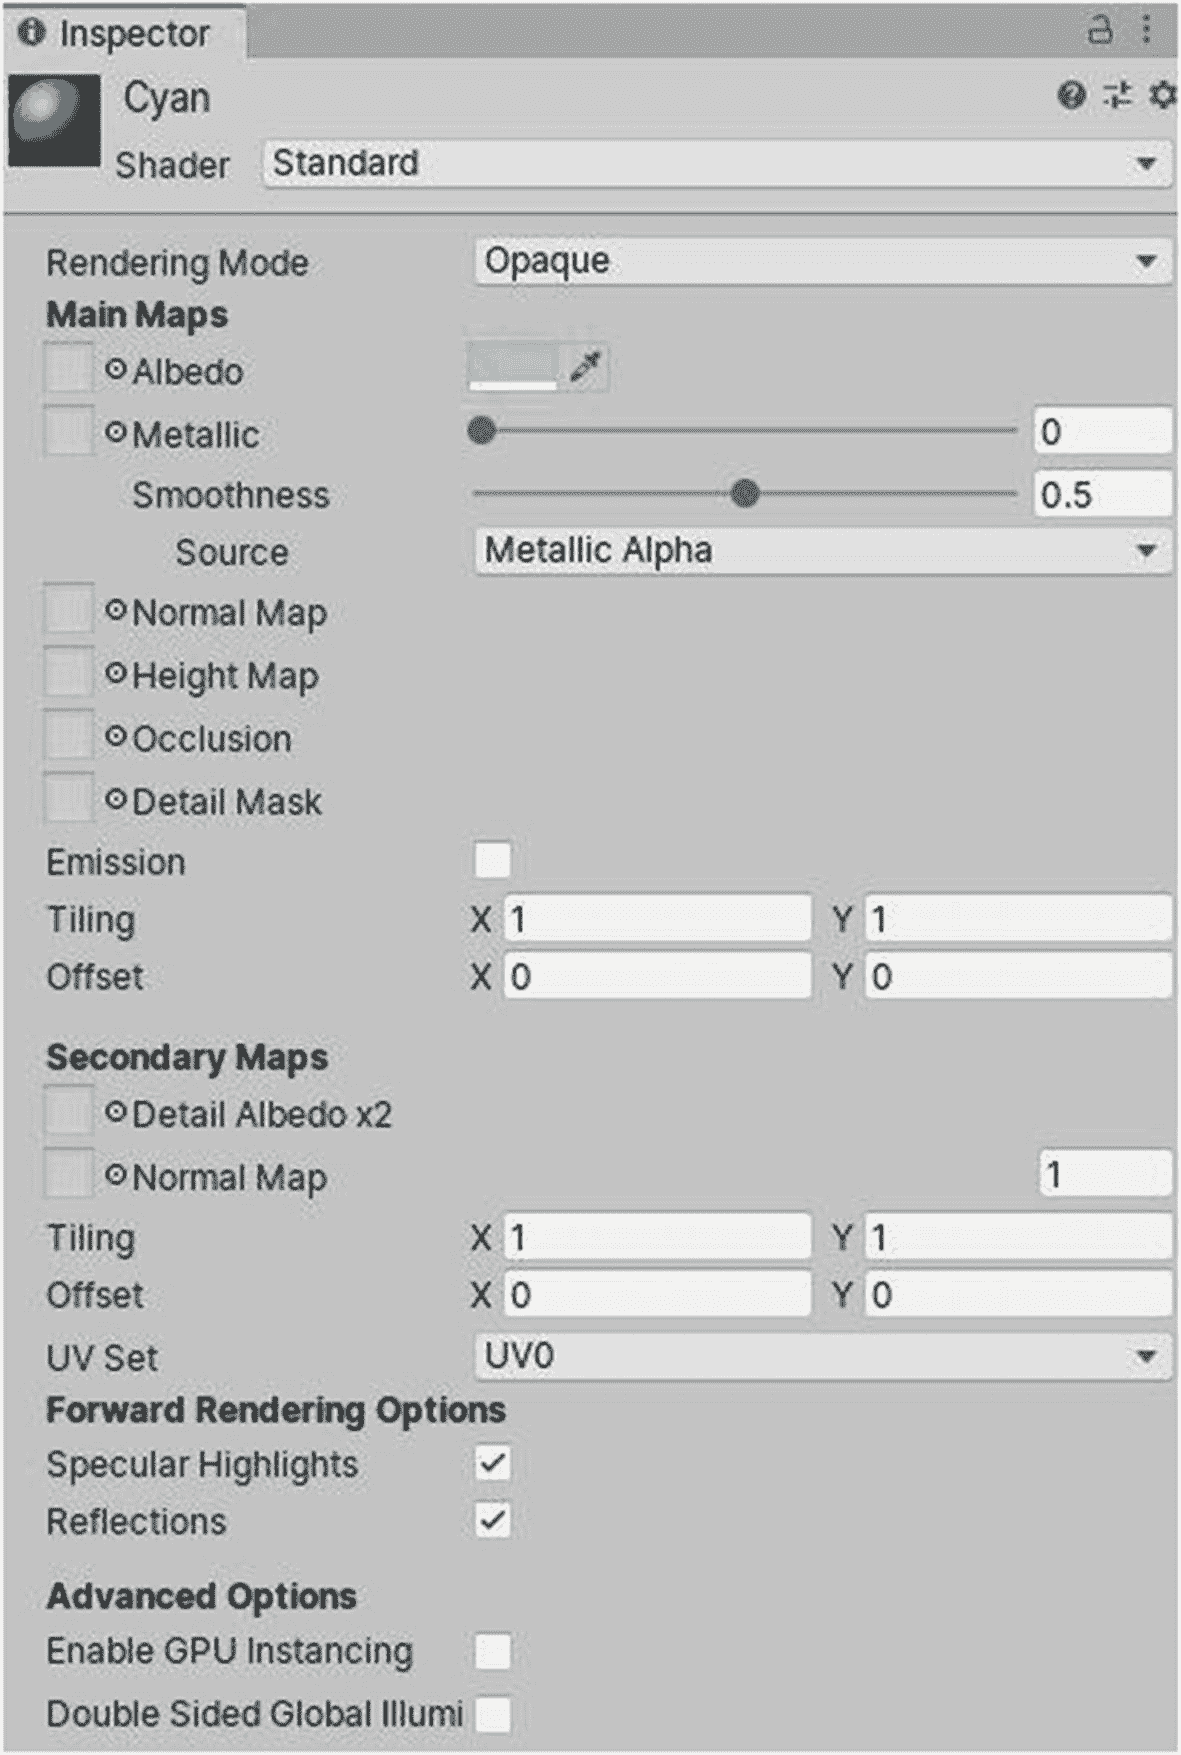 Inspector
Cyan
Shader Standard
Rendering Mode Opaque
Main Maps
Albedo
Metallic 0
Smoothness 0.5
Source Metallic Alpha
Normal Map
Height Map
Occlusion
Detail Mask
Emission
Tiling X 1 Y 1
Offset X 0 Y 0
Secondary Maps
Detail Albedo x2
Normal Map 1
Tiling X 1 Y 1
Offset X 0 Y 0
UV Set UV0
Forward Rendering Options
Specular Highlights
Reflections
Advanced Options
Enable GPU Instancing
Double Sided Global Illumi